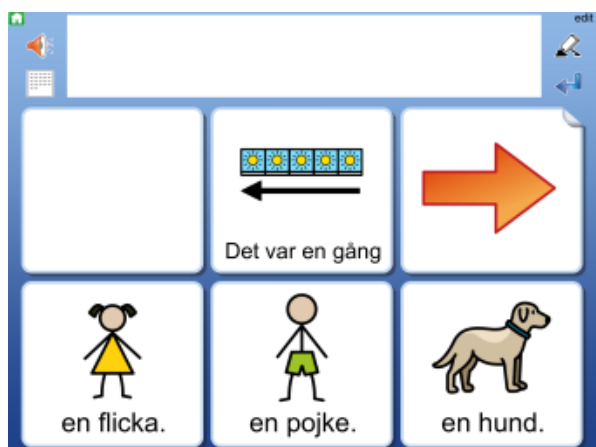 edit
Det var en gång
en flicka.
en pojke.
en hund.